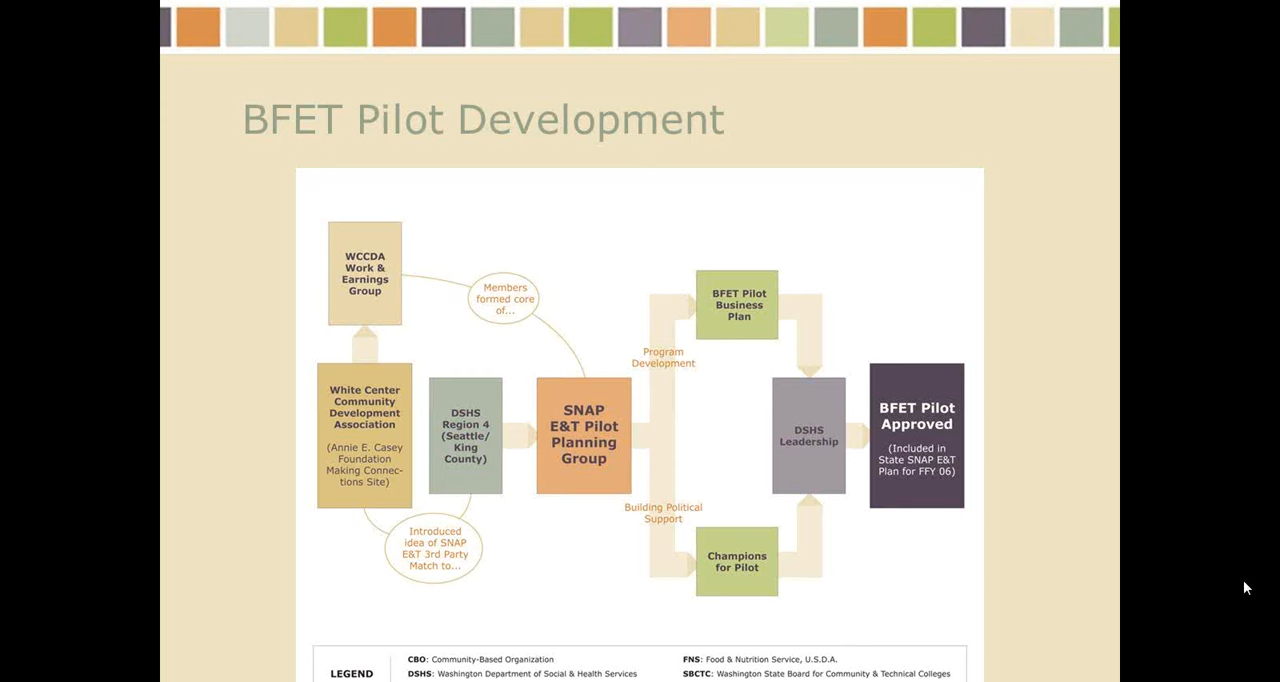 BFET Pilot Development
WCCDA
Work &
Earnings
Group
Members
formed core
of...
BFET Pilot
Business
Plan
Program
Development
White Center
Community
Development
Association
(Annie E. Casey
Foundation
Making Connec-
tions Site)
DSHS
Region 4
(Seattle/
King
County)
SNAP
E&T Pilot
Planning
Group
DSHS
Leadership
BFET Pilot
Approved
(Included in
State SNAP E&T
Plan for FFY 06)
Building Political
Support
Introduced
idea of SNAP
E&T 3rd Party
Match to...
Champions
for Pilot
LEGEND
CBO: Community-Based Organization
DSHS: Washington Department of Social & Health Services
FNS: Food & Nutrition Service, U.S.D.A.
SBCTC: Washington State Board for Community & Technical Colleges